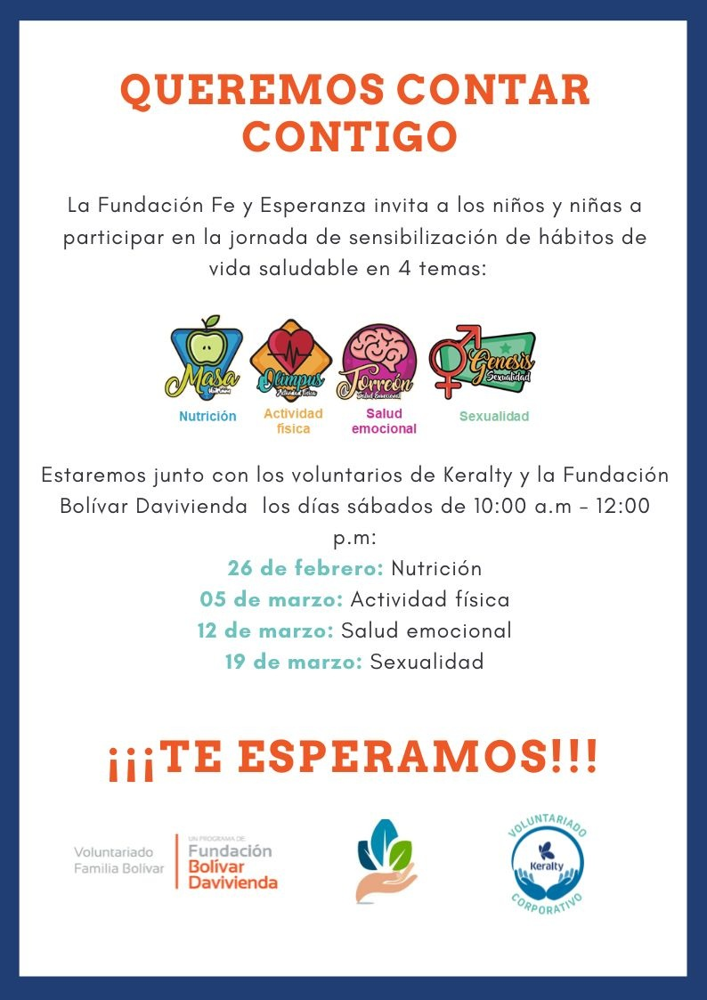 QUEREMOS CONTAR
CONTIGO
La Fundación Fe y Esperanza invita a los niños y niñas a
participar en la jornada de sensibilización de hábitos de
vida saludable en 4 temas:
Masa
Nutrición
Olimpus
Actividad física
Torreón
Salud Emocional
Genesis
Sexualidad
Nutrición
Actividad
física
Salud
emocional
Sexualidad
Estaremos junto con los voluntarios de Keralty y la Fundación
Bolívar Davivienda los días sábados de 10:00 a.m - 12:00
p.m:
26 de febrero: Nutrición
05 de marzo: Actividad física
12 de marzo: Salud emocional
19 de marzo: Sexualidad
¡¡¡TE ESPERAMOS!!!
Voluntariado
Familia Bolívar
UN PROGRAMA DE:
Fundación
Bolívar
Davivienda
VOLUNTARIADO
Keralty
CORPORATIVO